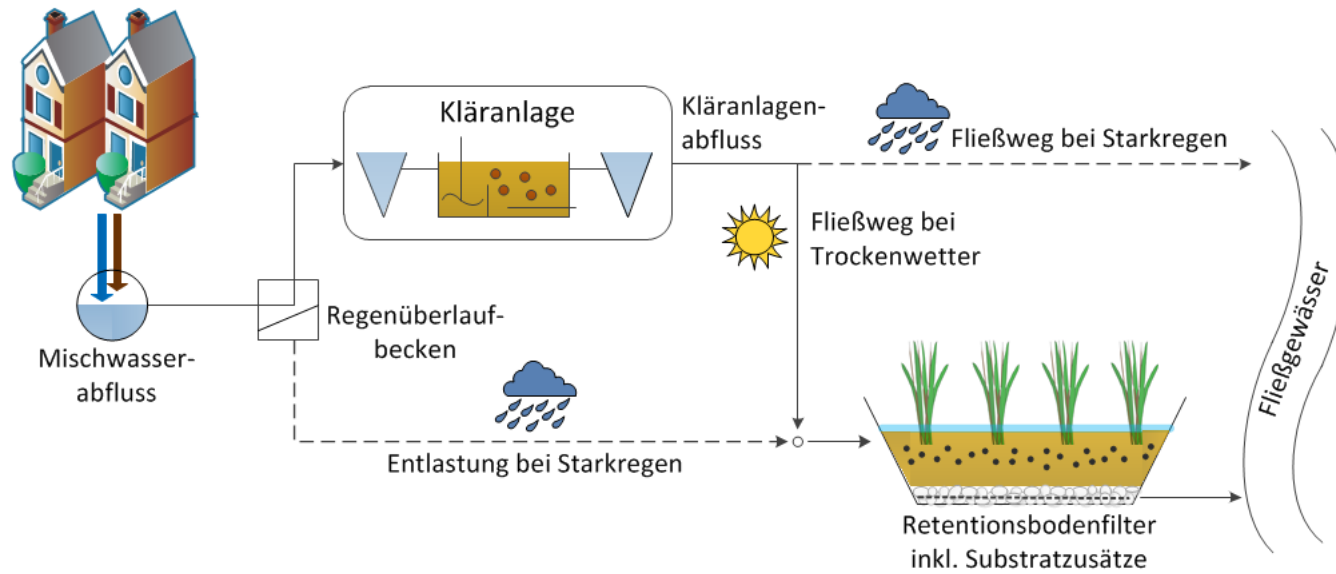 Kläranlage
Kläranlagen-
abfluss
Fließweg bei Starkregen
Fließweg bei
Trockenwetter
Regenüberlauf-
becken
Mischwasser-
abfluss
Entlastung bei Starkregen
Fließgewässer
Retentionsbodenfilter
inkl. Substratzusätze